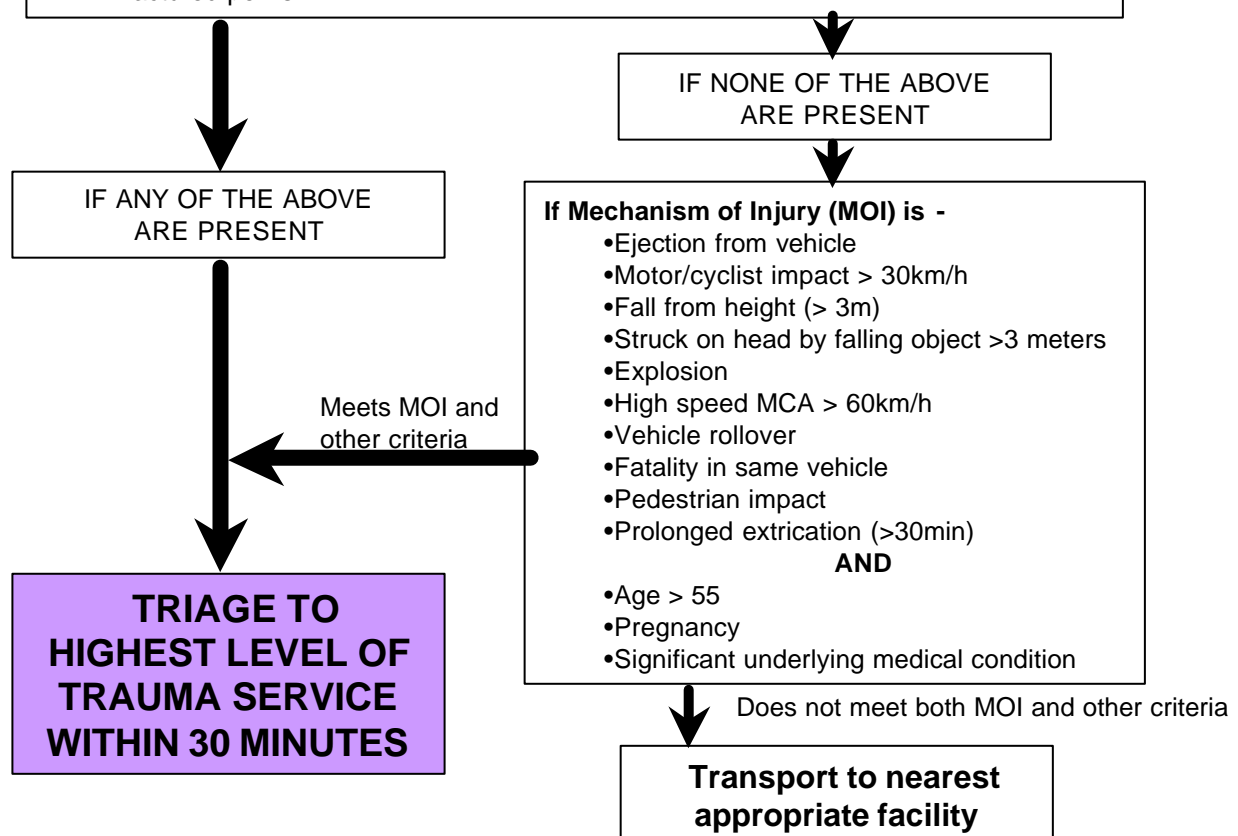 IF NONE OF THE ABOVE
ARE PRESENT
IF ANY OF THE ABOVE
ARE PRESENT
If Mechanism of Injury (MOI) is -
•Ejection from vehicle
•Motor/cyclist impact > 30km/h
•Fall from height (> 3m)
•Struck on head by falling object >3 meters
•Explosion
•High speed MCA > 60km/h
•Vehicle rollover
•Fatality in same vehicle
•Pedestrian impact
•Prolonged extrication (>30min)
AND
•Age > 55
•Pregnancy
•Significant underlying medical condition
Meets MOI and
other criteria
TRIAGE TO
HIGHEST LEVEL OF
TRAUMA SERVICE
WITHIN 30 MINUTES
Does not meet both MOI and other criteria
Transport to nearest
appropriate facility